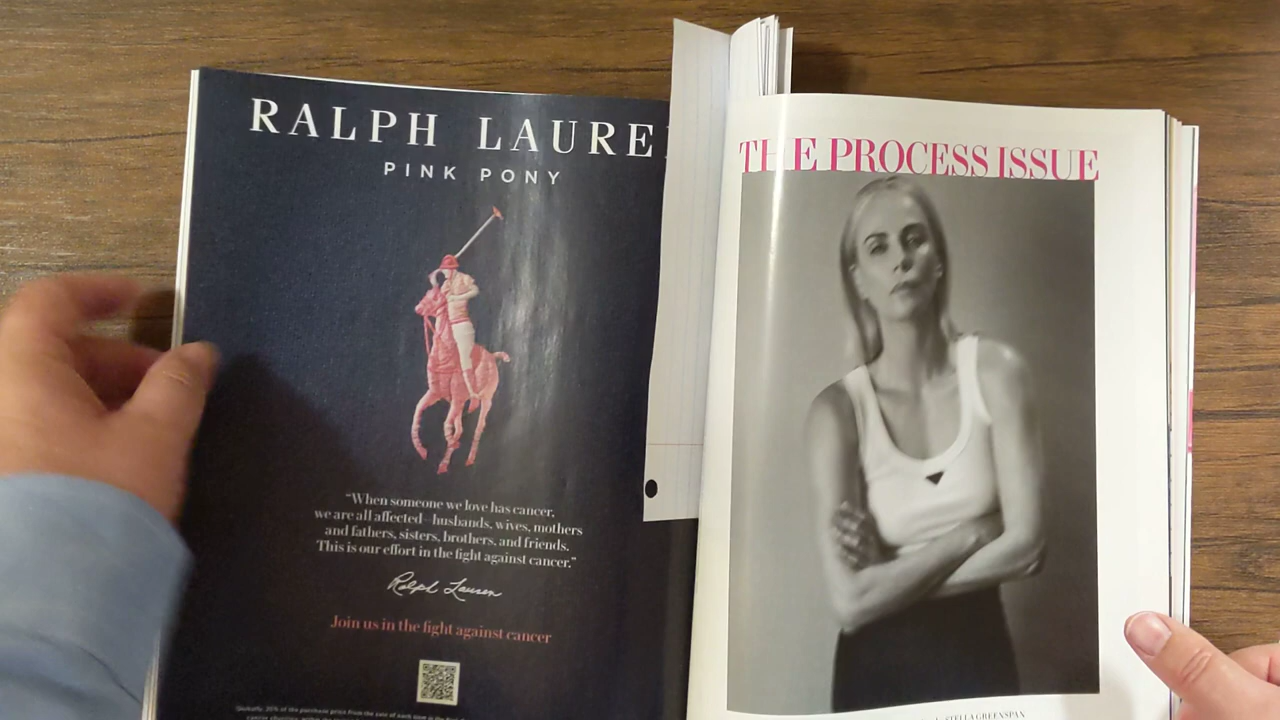 RALPH LAURE
PINK PONY
“When someone we love has cancer,
we are all affected – husbands, wives, mothers
and fathers, sisters, brothers, and friends.
This is our effort in the fight against cancer.”
Ralph Lauren
Join us in the fight against cancer
THE PROCESS ISSUE
STELLA GREENSPAN